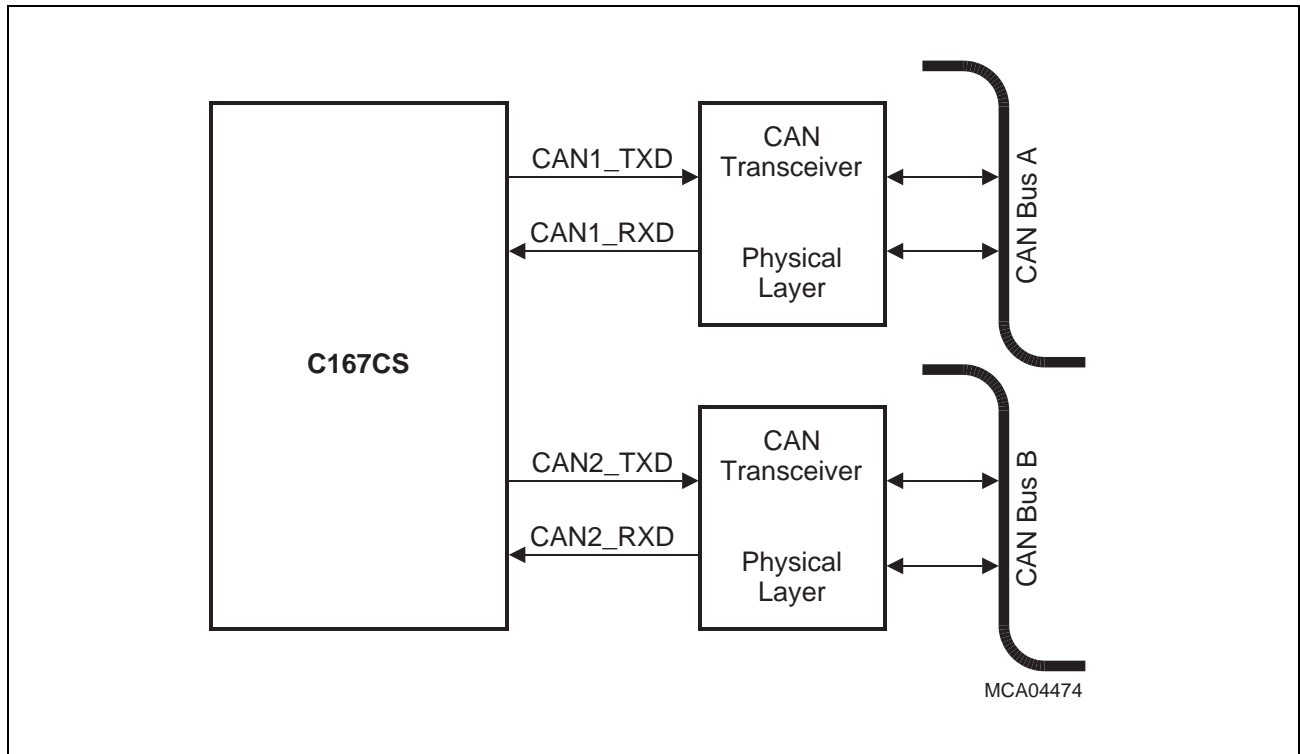 C167CS
CAN1_TXD
CAN1_RXD
CAN
Transceiver
Physical
Layer
CAN Bus A
CAN2_TXD
CAN2_RXD
CAN
Transceiver
Physical
Layer
CAN Bus B
MCA04474